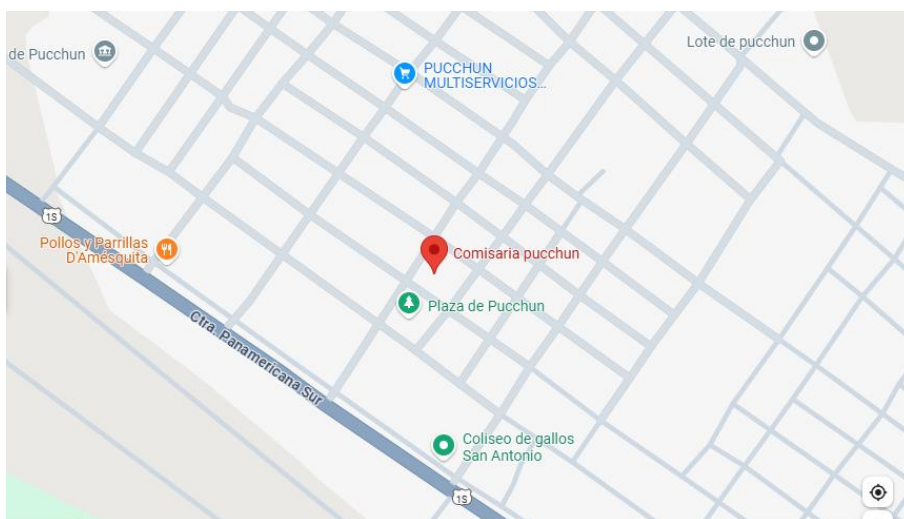 de Pucchun
Lote de pucchun
PUCCHUN
MULTISERVICIOS...
1S
Pollos y Parrillas
D'Amesquita
Comisaria pucchun
Plaza de Pucchun
Ctra. Panamericana Sur
Coliseo de gallos
San Antonio
1S